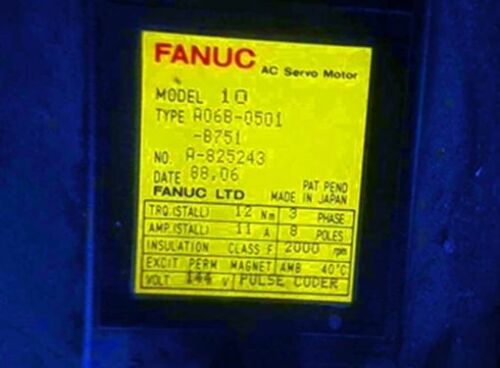 FANUC AC Servo Motor
MODEL 10
TYPE A06B-0501
-B751
NO. A-825243
DATE 88,06
PAT PEND
FANUC LTD MADE IN JAPAN
TRQ(STALL) 12 Nm 3 PHASE
AMP.(STALL) 11 A 8 POLES
INSULATION CLASS F 2000 rpm
EXCIT PERM MAGNET AMB -40°C
VOLT 144 V PULSE CODER